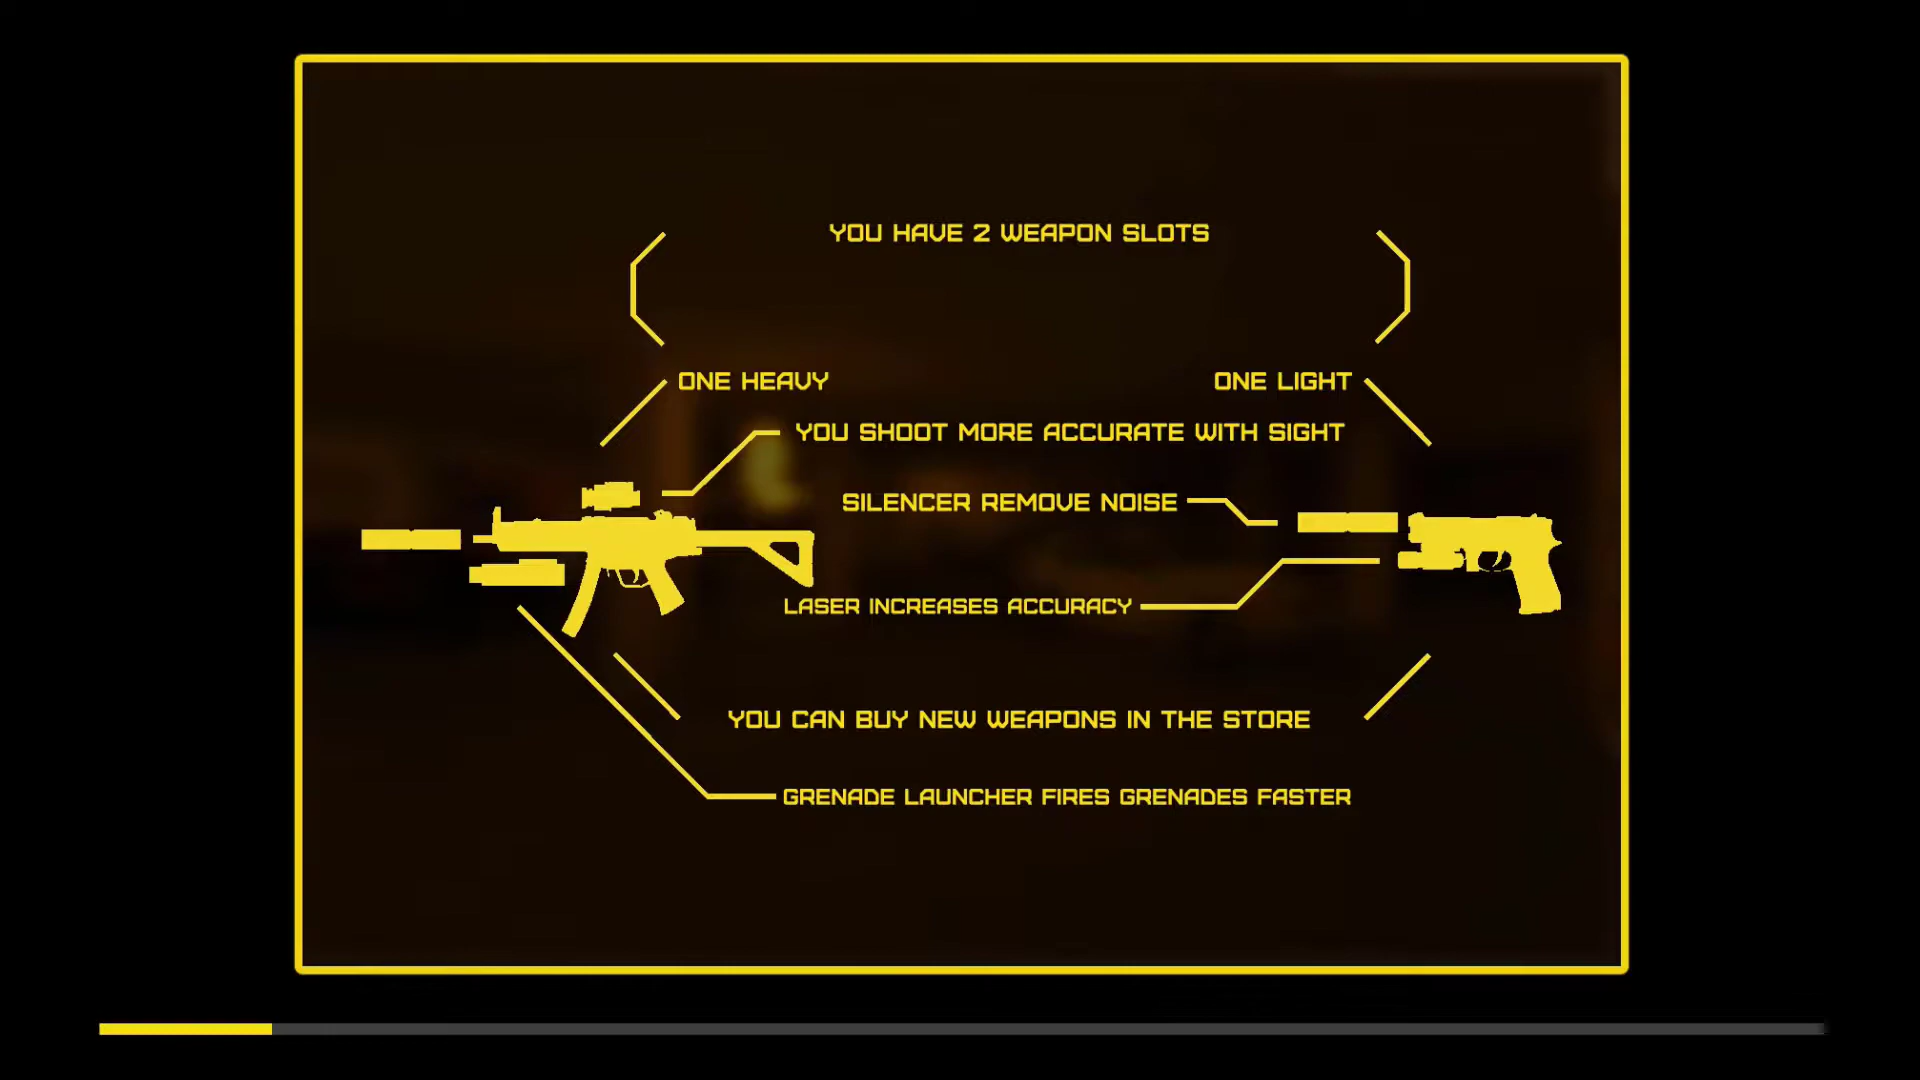 YOU HAVE 2 WEAPON SLOTS
ONE HEAVY
ONE LIGHT
YOU SHOOT MORE ACCURATE WITH SIGHT
SILENCER REMOVE NOISE
LASER INCREASES ACCURACY
YOU CAN BUY NEW WEAPONS IN THE STORE
GRENADE LAUNCHER FIRES GRENADES FASTER